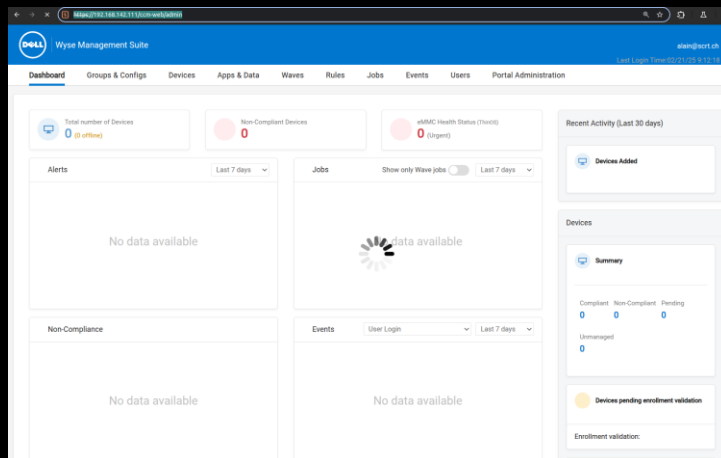 https://192.168.142.111/ccm-web/admin
DELL
Wyse Management Suite
alain@scrt.ch
Last Login Time:02/21/25 9:12:18
Dashboard Groups & Configs Devices Apps & Data Waves Rules Jobs Events Users Portal Administration
Total number of Devices
0 (0 offline)
Non-Compliant Devices
0
eMMC Health Status (ThinOS)
0 (Urgent)
Recent Activity (Last 30 days)
Devices Added
Alerts
Last 7 days
No data available
Jobs
Show only Wave jobs
Last 7 days
data available
Devices
Summary
Compliant Non-Compliant Pending
0 0 0
Unmanaged
0
Non-Compliance
No data available
Events
User Login
Last 7 days
No data available
Devices pending enrollment validation
Enrollment validation: